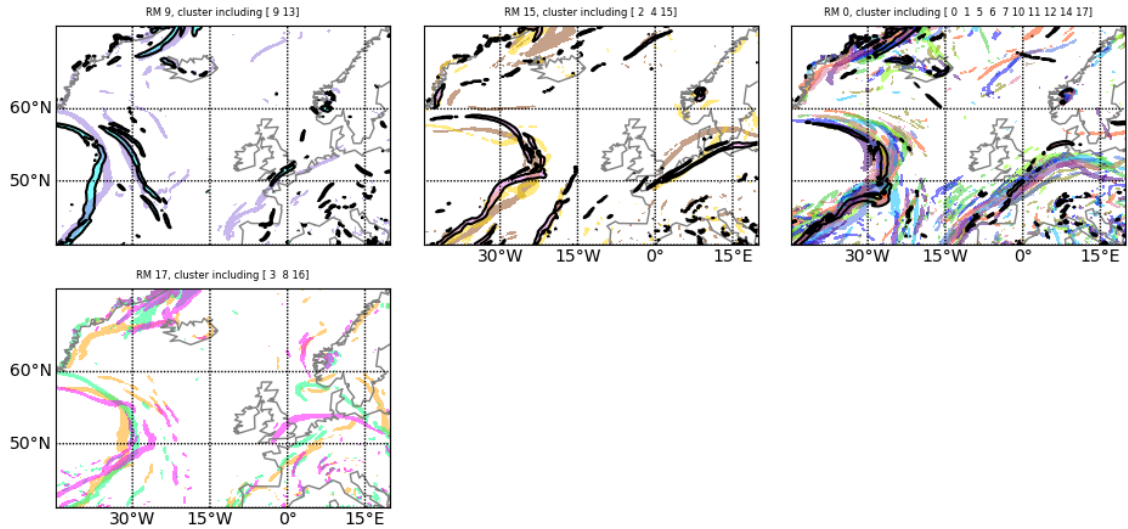 RM 9, cluster including [ 9 13]
RM 15, cluster including [ 2  4 15]
RM 0, cluster including [ 0  1  5  6  7 10 11 12 14 17]
60°N
50°N
30°W 15°W 0° 15°E
30°W 15°W 0° 15°E
RM 17, cluster including [ 3  8 16]
60°N
50°N
30°W 15°W 0° 15°E